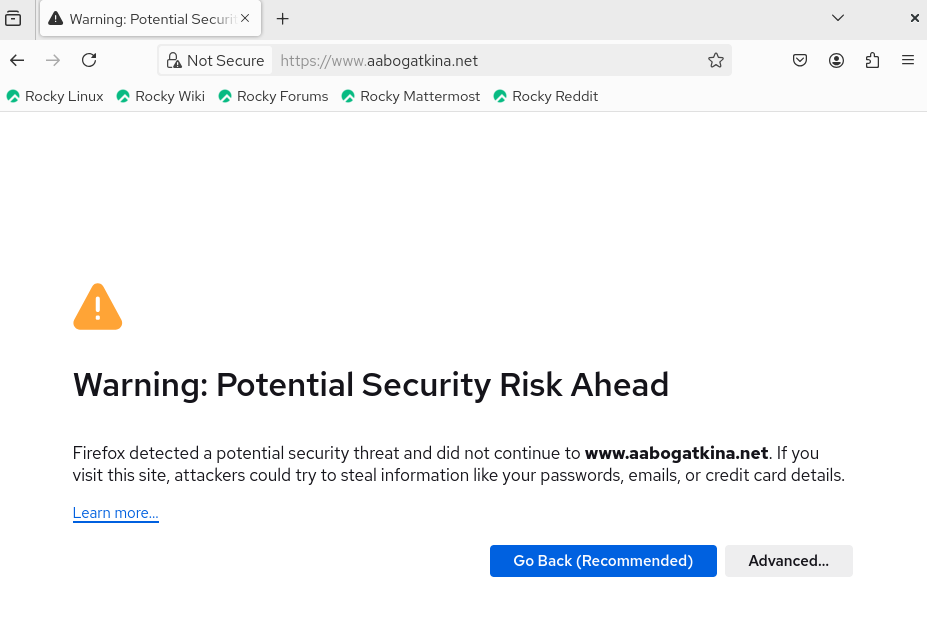 Warning: Potential Securi
Not Secure https://www.aabogatkina.net
Rocky Linux Rocky Wiki Rocky Forums Rocky Mattermost Rocky Reddit
Warning: Potential Security Risk Ahead
Firefox detected a potential security threat and did not continue to www.aabogatkina.net. If you
visit this site, attackers could try to steal information like your passwords, emails, or credit card details.
Learn more…
Go Back (Recommended) Advanced…